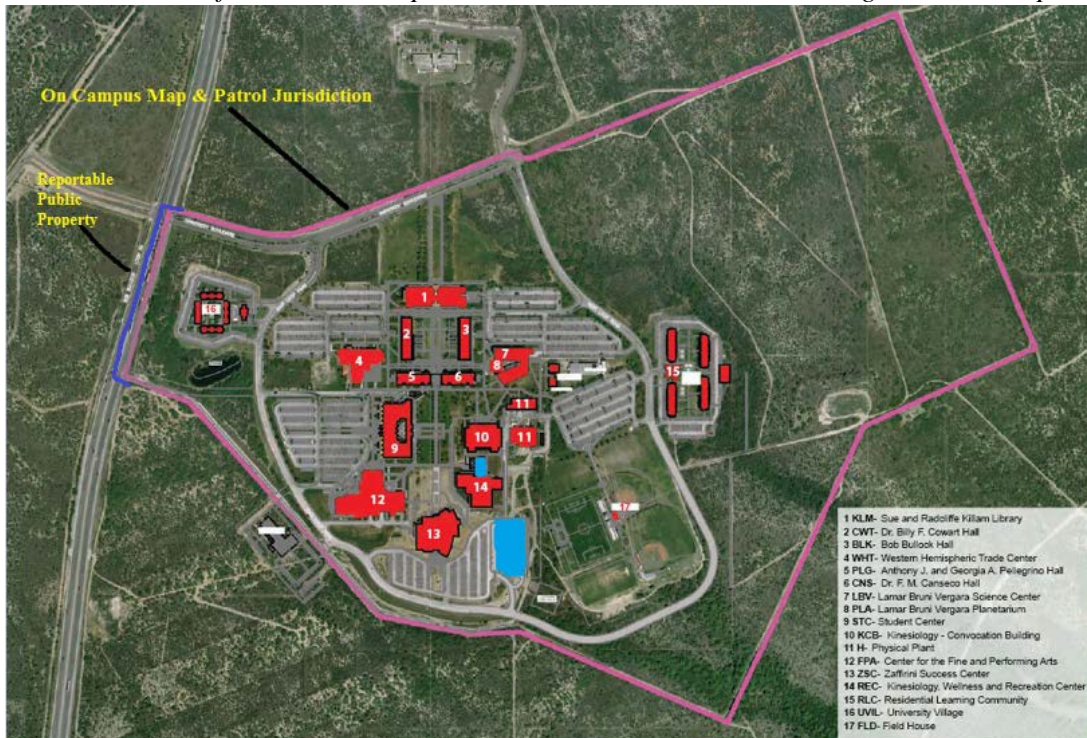 On Campus Map & Patrol Jurisdiction
Reportable
Public
Property
1
2
3
4
5
6
7
8
9
10
11
11
12
13
14
15
16
1 KLM- Sue and Radcliffe Killam Library
2 CWT- Dr. Billy F. Cowart Hall
3 BLK- Bob Bullock Hall
4 WHT- Western Hemispheric Trade Center
5 PLG- Anthony J. and Georgia A. Pellegrino Hall
6 CNS- Dr. F. M. Canseco Hall
7 LBV- Lamar Bruni Vergara Science Center
8 PLA- Lamar Bruni Vergara Planetarium
9 STC- Student Center
10 KCB- Kinesiology - Convocation Building
11 H- Physical Plant
12 FPA- Center for the Fine and Performing Arts
13 ZSC- Zaffirini Success Center
14 REC- Kinesiology, Wellness and Recreation Center
15 RLC- Residential Learning Community
16 UVIL- University Village
17 FLD- Field House